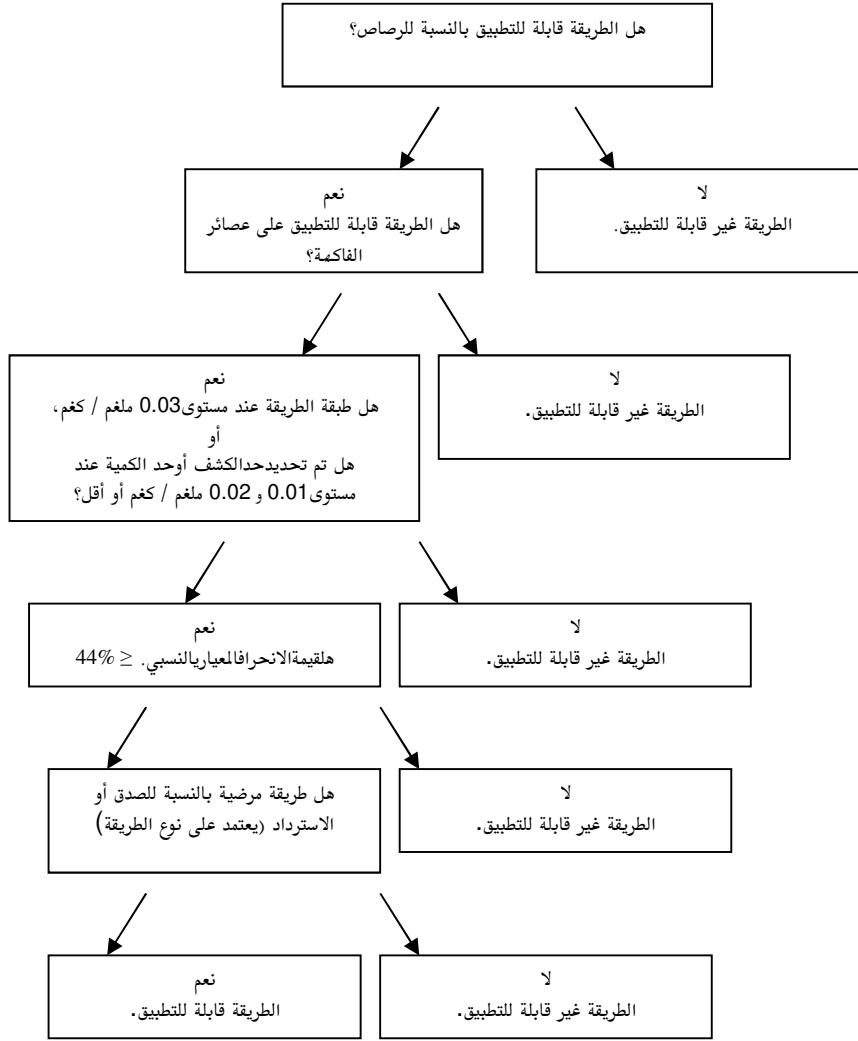 هل الطريقة قابلة للتطبيق بالنسبة للرصاص؟
نعم
هل الطريقة قابلة للتطبيق على عصائر
الفاكهة؟
لا
الطريقة غير قابلة للتطبيق.
نعم
هل طبقة الطريقة عند مستوى0.03 ملغم / كغم،
أو
هل تم تحديدحدالكشف أوحد الكمية عند
مستوى0.01 و 0.02 ملغم / كغم أو أقل؟
لا
الطريقة غير قابلة للتطبيق.
نعم
هلقيمةالانحرافالمعياريالنسبي. ≤ 44%
لا
الطريقة غير قابلة للتطبيق.
هل طريقة مرضية بالنسبة للصدق أو
الاسترداد (يعتمد على نوع الطريقة)
لا
الطريقة غير قابلة للتطبيق.
نعم
الطريقة قابلة للتطبيق.
لا
الطريقة غير قابلة للتطبيق.